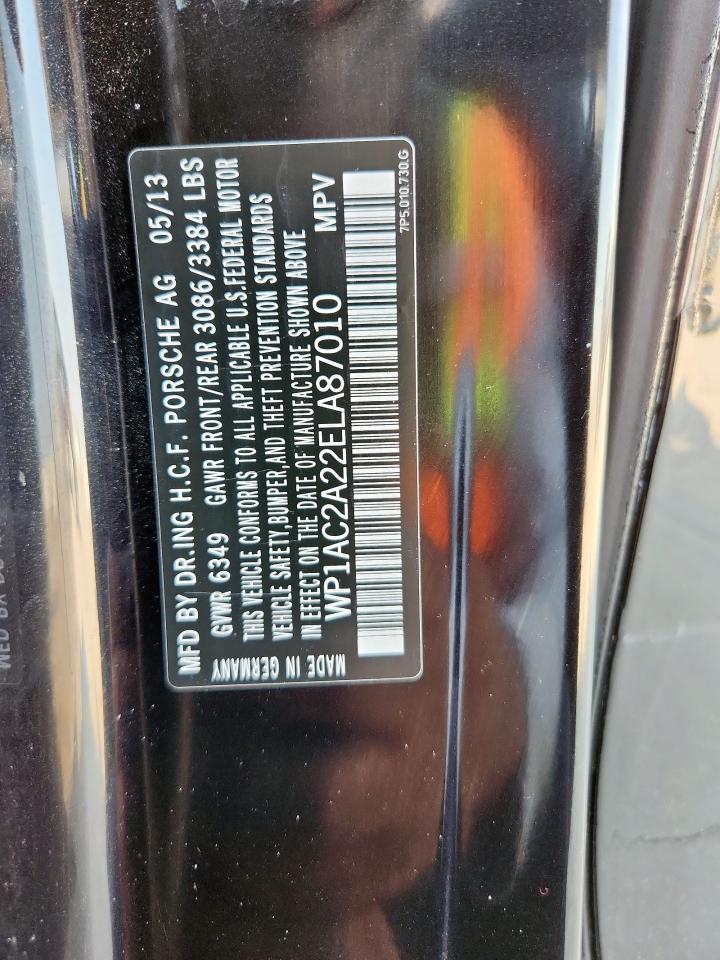 MFD BY DR.ING H.C.F. PORSCHE AG 05/13
GVWR 6349 GAWR FRONT/REAR 3086/3384 LBS
THIS VEHICLE CONFORMS TO ALL APPLICABLE U.S.FEDERAL MOTOR
VEHICLE SAFETY,BUMPER,AND THEFT PREVENTION STANDARDS
IN EFFECT ON THE DATE OF MANUFACTURE SHOWN ABOVE
WP1AC2A22ELA87010 MPV
MADE IN GERMANY
7P5.010.730.G